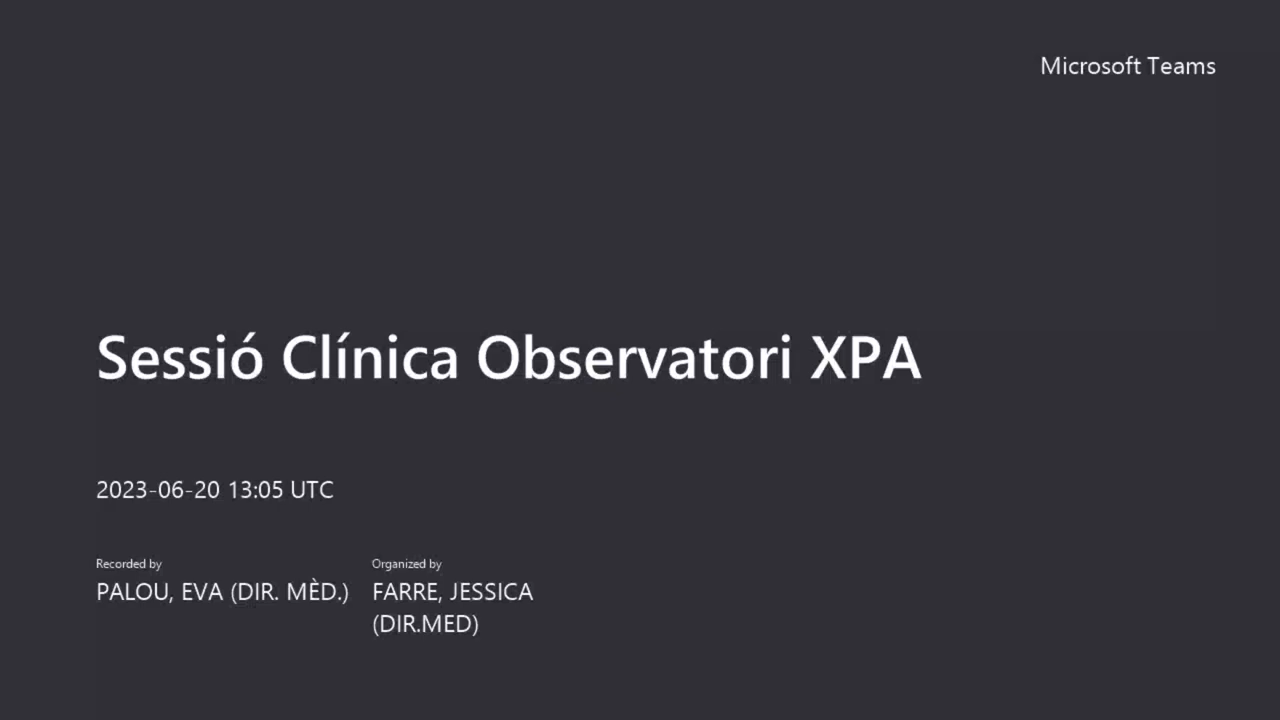 Microsoft Teams
Sessió Clínica Observatori XPA
2023-06-20 13:05 UTC
Recorded by
PALOU, EVA (DIR. MÈD.)
Organized by
FARRE, JESSICA
(DIR.MED)